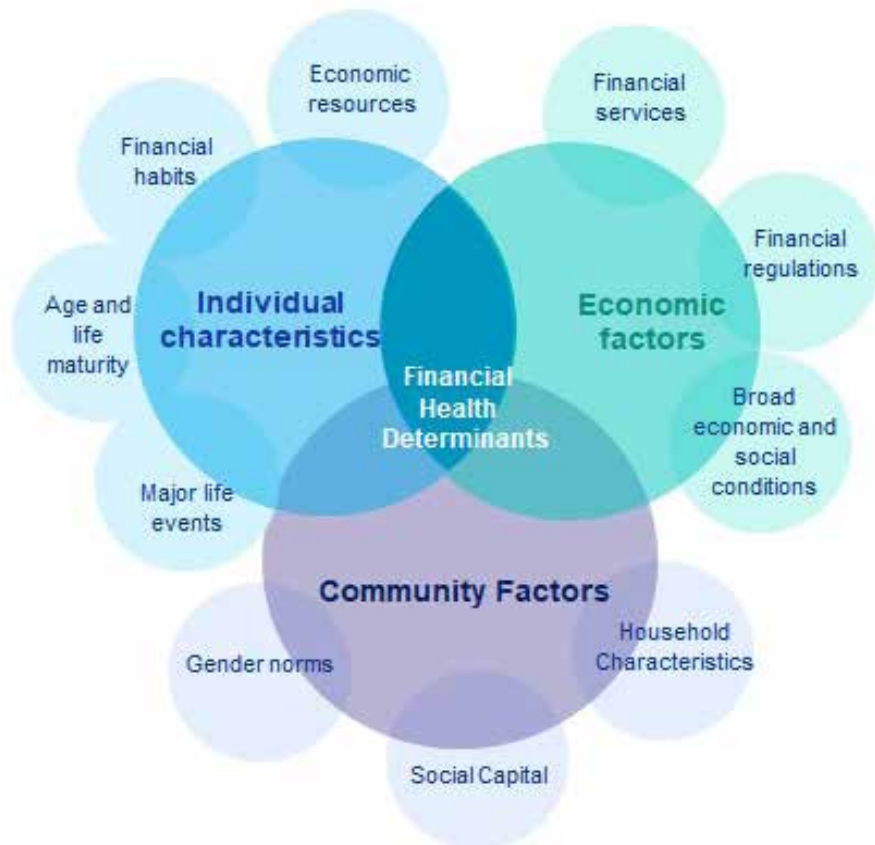 Economic
resources
Financial
services
Financial
habits
Financial
regulations
Age and
life
maturity
Individual
characteristics
Economic
factors
Financial
Health
Determinants
Broad
economic and
social
conditions
Major life
events
Community Factors
Gender norms
Household
Characteristics
Social Capital